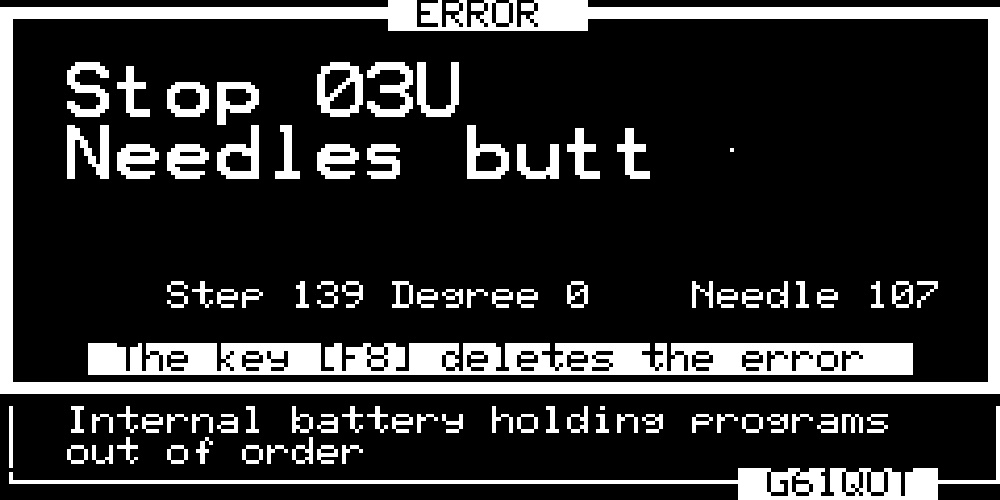 ERROR
Stop 03U
Needles butt
Step 139 Degree 0 Needle 107
The key [F8] deletes the error
Internal battery holding programs
out of order
G61QOT